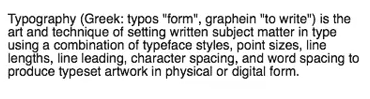 Typography (Greek: typos "form", graphein "to write") is the
art and technique of setting written subject matter in type
using a combination of typeface styles, point sizes, line
lengths, line leading, character spacing, and word spacing to
produce typeset artwork in physical or digital form.